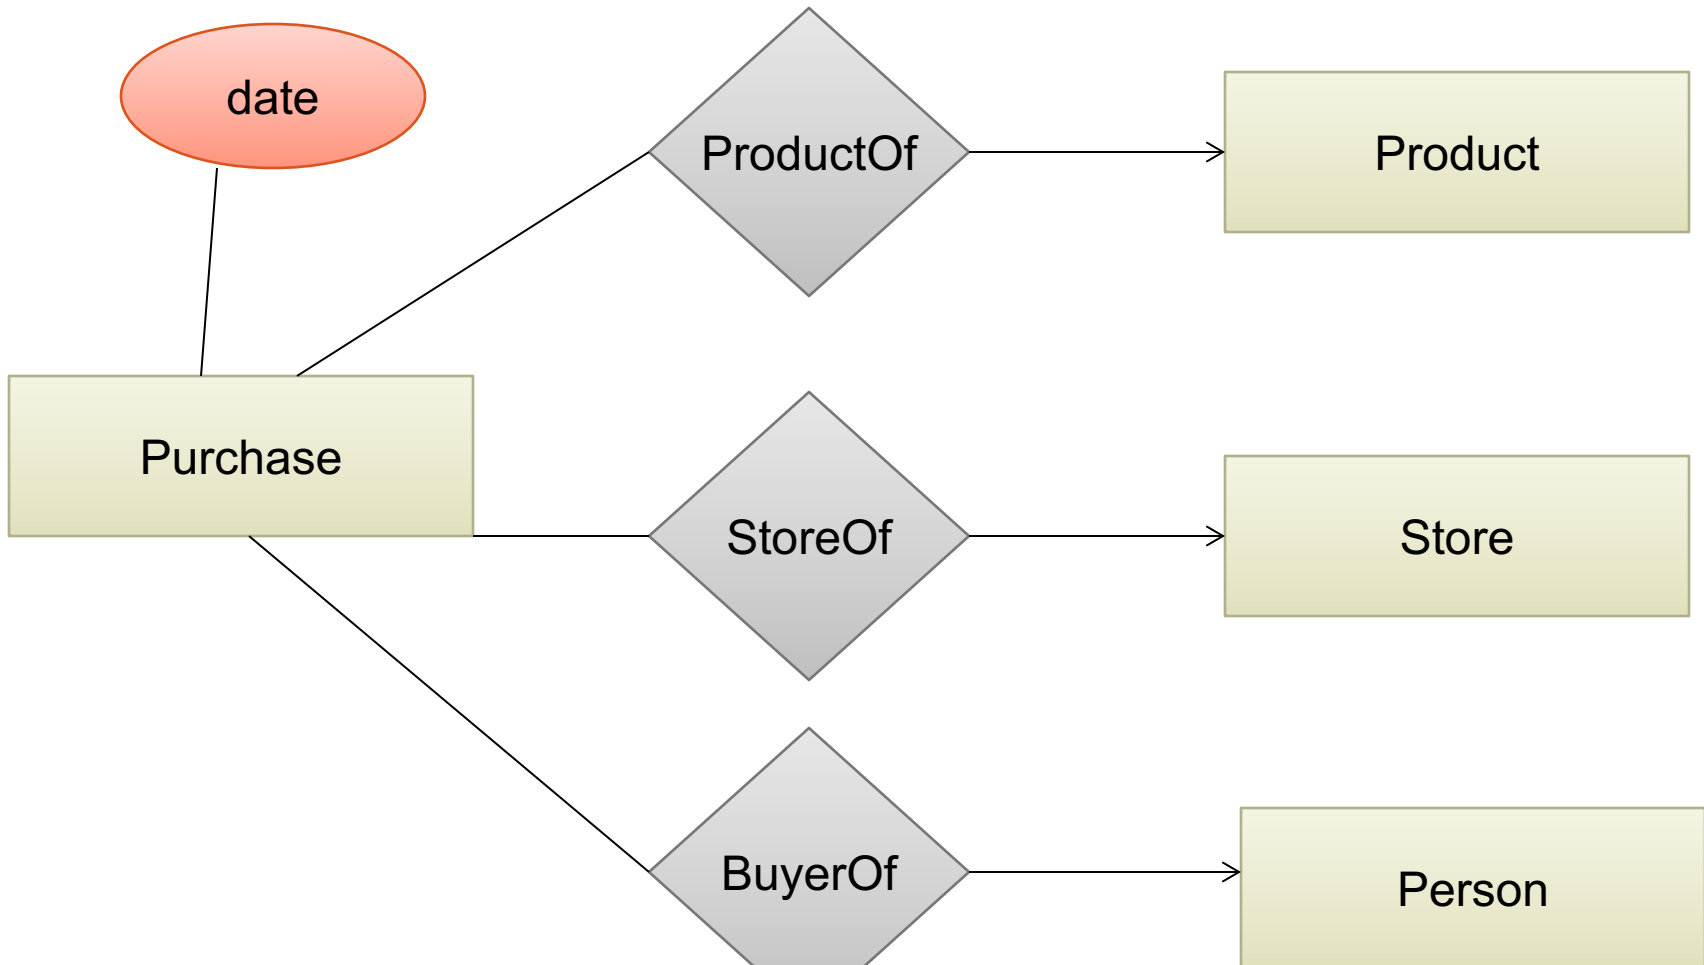 date
ProductOf
Product
Purchase
StoreOf
Store
BuyerOf
Person